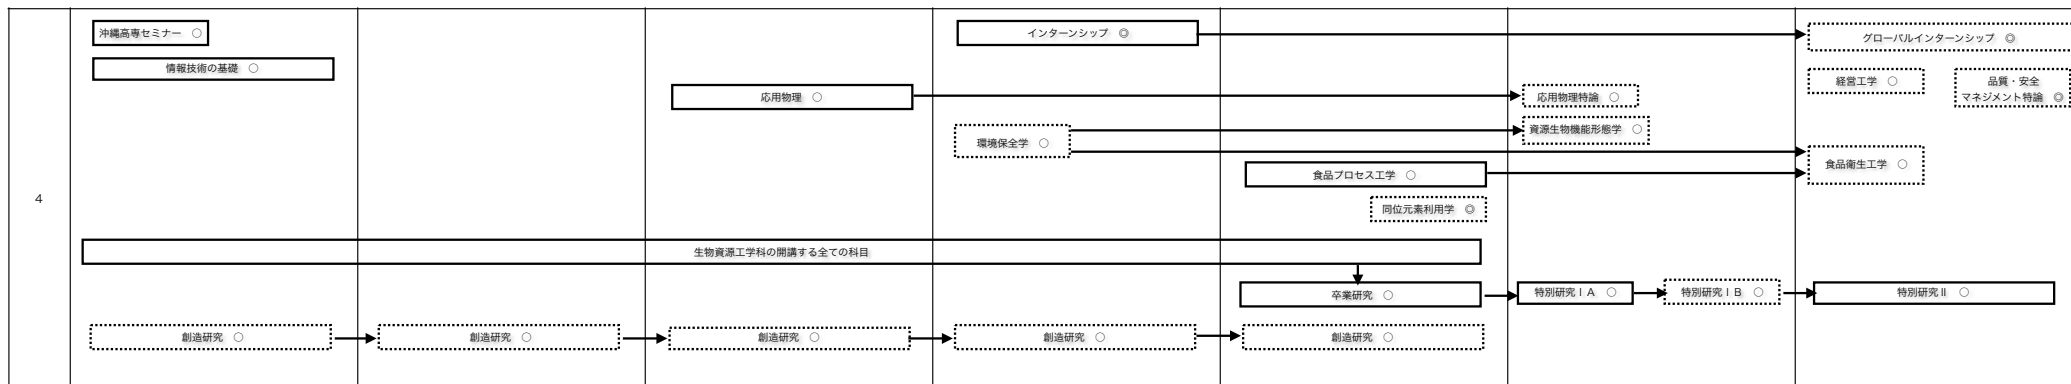 4
沖縄高専セミナー ○
情報技術の基礎 ○
応用物理 ○
インターンシップ ◎
環境保全学 ○
食品プロセス工学 ○
同位元素利用学 ◎
応用物理特論 ○
資源生物機能形態学 ○
グローバルインターンシップ ◎
経営工学 ○
品質・安全
マネジメント特論 ◎
食品衛生工学 ○
生物資源工学科の開講する全ての科目
卒業研究 ○
特別研究ⅠA ○
特別研究ⅠB ○
特別研究Ⅱ ○
創造研究 ○
創造研究 ○
創造研究 ○
創造研究 ○
創造研究 ○